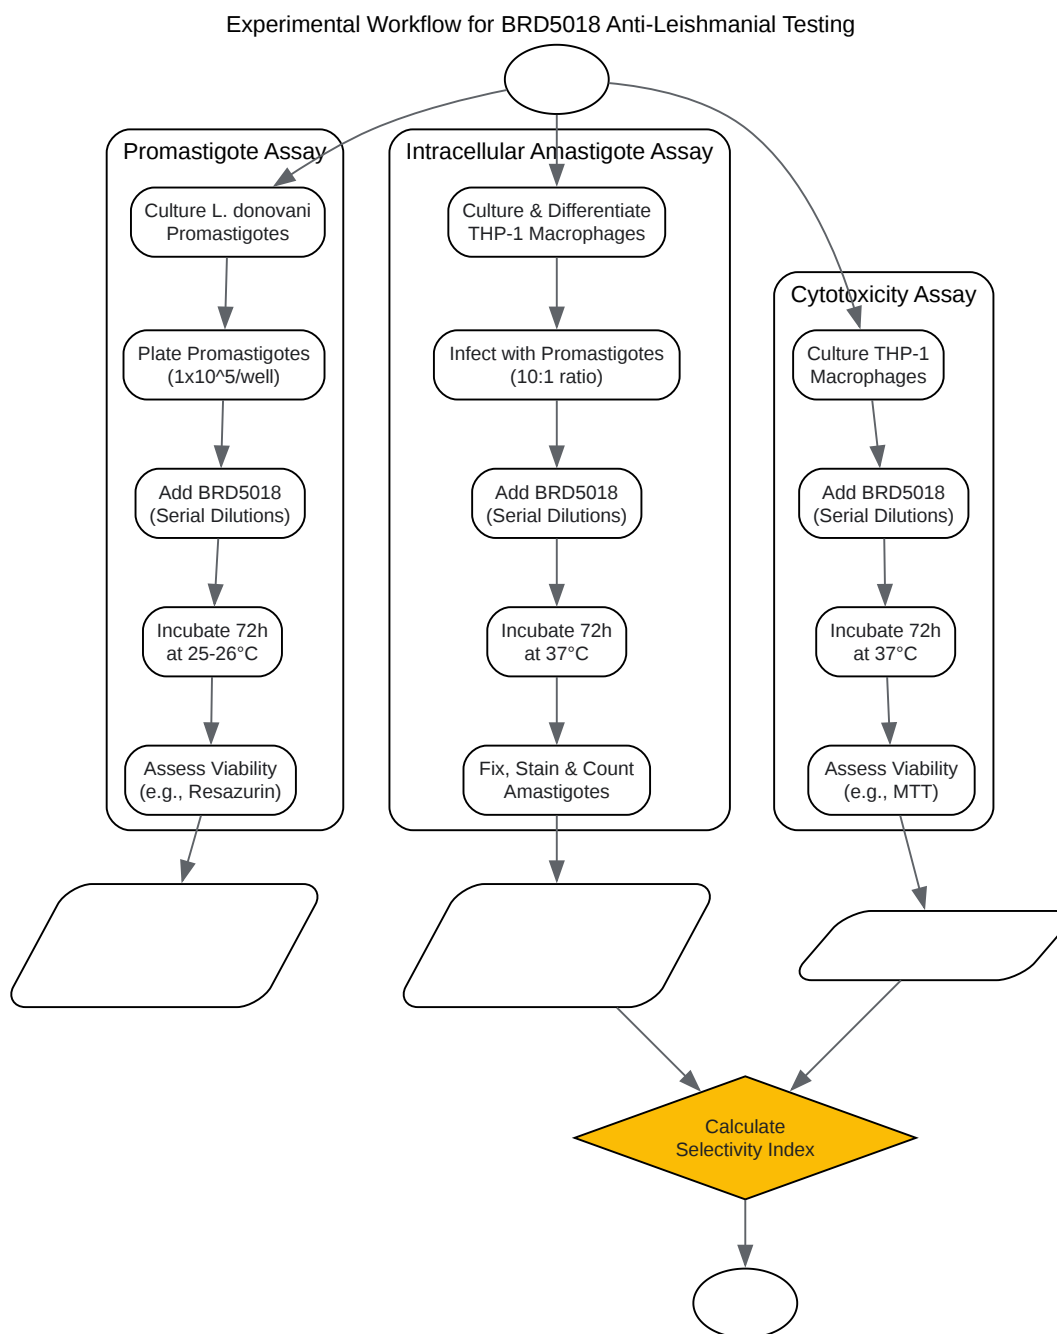 Experimental Workflow for BRD5018 Anti-Leishmanial Testing
Promastigote Assay
Culture L. donovani
Promastigotes
Plate Promastigotes
(1x10^5/well)
Add BRD5018
(Serial Dilutions)
Incubate 72h
at 25-26°C
Assess Viability
(e.g., Resazurin)
Intracellular Amastigote Assay
Culture & Differentiate
THP-1 Macrophages
Infect with Promastigotes
(10:1 ratio)
Add BRD5018
(Serial Dilutions)
Incubate 72h
at 37°C
Fix, Stain & Count
Amastigotes
Cytotoxicity Assay
Culture THP-1
Macrophages
Add BRD5018
(Serial Dilutions)
Incubate 72h
at 37°C
Assess Viability
(e.g., MTT)
Calculate
Selectivity Index